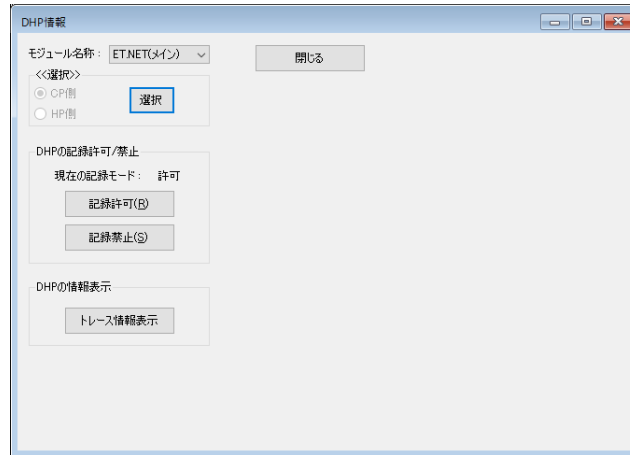 DHP情報
モジュール名称： ET.NET(メイン)
閉じる
<<選択>>
CP側
選択
HP側
DHPの記録許可/禁止
現在の記録モード： 許可
記録許可(R)
記録禁止(S)
DHPの情報表示
トレース情報表示